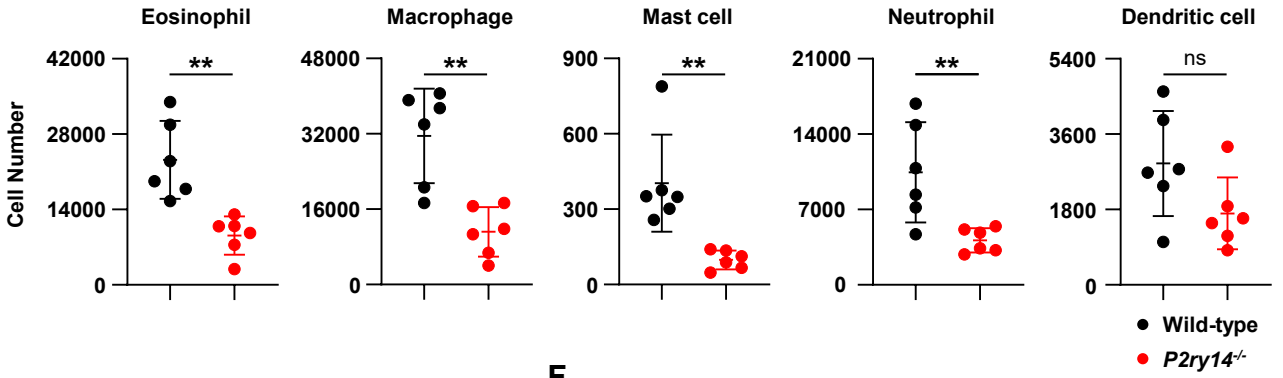 Eosinophil
Macrophage
Mast cell
Neutrophil
Dendritic cell
Cell Number
42000
28000
14000
0
**
48000
32000
16000
0
**
900
600
300
0
**
21000
14000
7000
0
**
5400
3600
1800
0
ns
Wild-type
P2ry14-/-